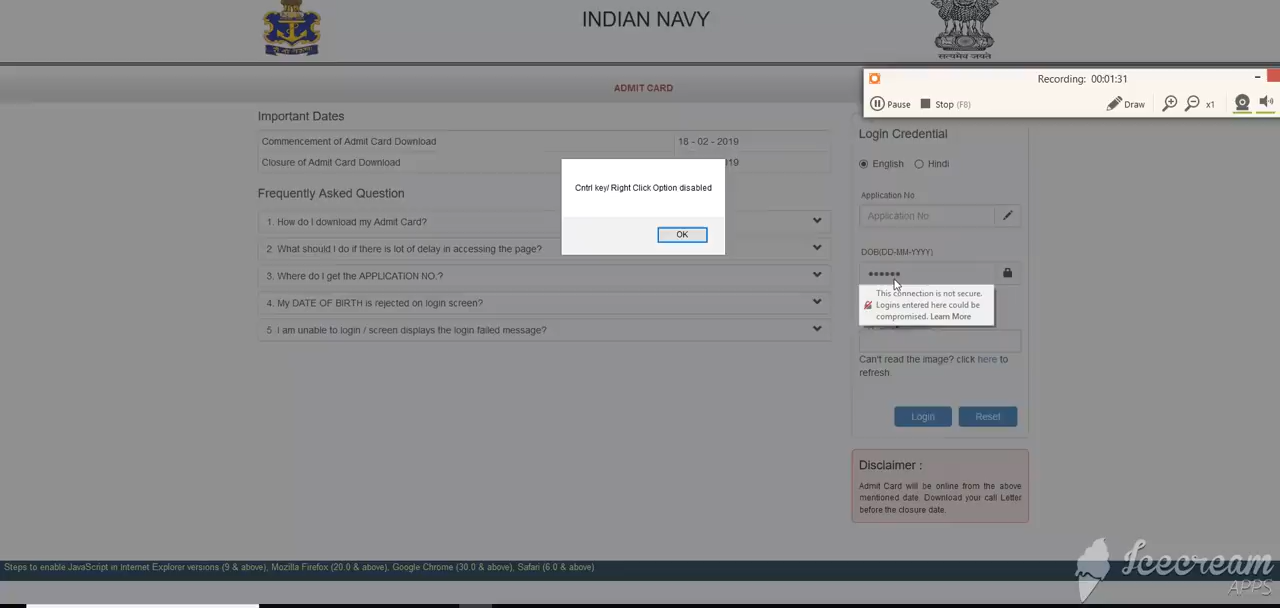 INDIAN NAVY
सत्यमेव जयते
ADMIT CARD
Recording: 00:01:31
Pause
Stop (F8)
Draw
x1
Important Dates
Commencement of Admit Card Download
18 - 02 - 2019
Closure of Admit Card Download
19
Frequently Asked Question
1. How do I download my Admit Card?
2. What should I do if there is lot of delay in accessing the page?
3. Where do I get the APPLICATION NO.?
4. My DATE OF BIRTH is rejected on login screen?
5 I am unable to login / screen displays the login failed message?
Cntrl key/ Right Click Option disabled
OK
Login Credential
English
Hindi
Application No
Application No
DOB(DD-MM-YYYY)
••••••
This connection is not secure.
Logins entered here could be
compromised. Learn More
Can't read the image? click here to
refresh.
Login
Reset
Disclaimer :
Admit Card will be online from the above
mentioned date. Download your call Letter
before the closure date.
Steps to enable JavaScript in Internet Explorer versions (9 & above), Mozilla Firefox (20.0 & above), Google Chrome (30.0 & above), Safari (6.0 & above)
Icecream
APPS